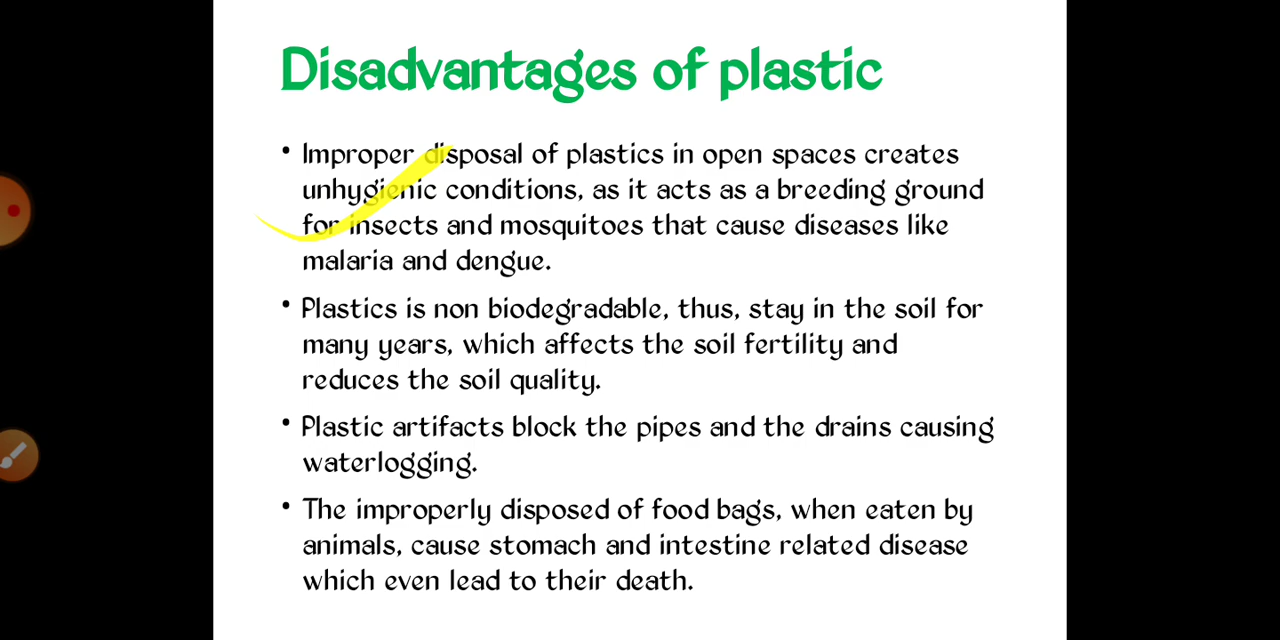 Disadvantages of plastic
• Improper disposal of plastics in open spaces creates
unhygienic conditions, as it acts as a breeding ground
for insects and mosquitoes that cause diseases like
malaria and dengue.
• Plastics is non biodegradable, thus, stay in the soil for
many years, which affects the soil fertility and
reduces the soil quality.
• Plastic artifacts block the pipes and the drains causing
waterlogging.
• The improperly disposed of food bags, when eaten by
animals, cause stomach and intestine related disease
which even lead to their death.